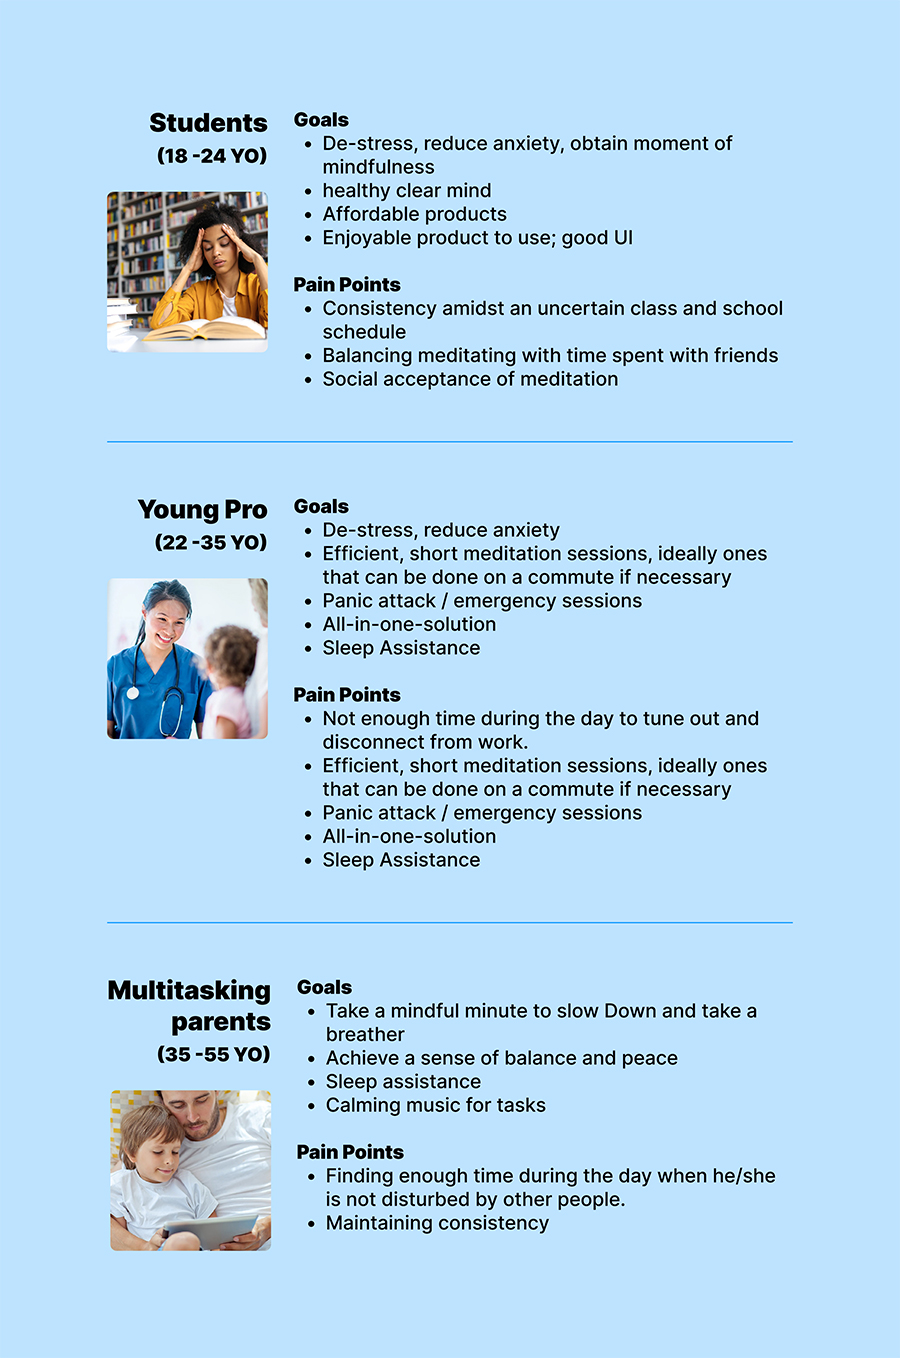 Students
(18 -24 YO)
Goals
• De-stress, reduce anxiety, obtain moment of
mindfulness
• healthy clear mind
• Affordable products
• Enjoyable product to use; good UI
Pain Points
• Consistency amidst an uncertain class and school
schedule
• Balancing meditating with time spent with friends
• Social acceptance of meditation
Young Pro
(22 -35 YO)
Goals
• De-stress, reduce anxiety
• Efficient, short meditation sessions, ideally ones
that can be done on a commute if necessary
• Panic attack / emergency sessions
• All-in-one-solution
• Sleep Assistance
Pain Points
• Not enough time during the day to tune out and
disconnect from work.
• Efficient, short meditation sessions, ideally ones
that can be done on a commute if necessary
• Panic attack / emergency sessions
• All-in-one-solution
• Sleep Assistance
Multitasking
parents
(35 -55 YO)
Goals
• Take a mindful minute to slow Down and take a
breather
• Achieve a sense of balance and peace
• Sleep assistance
• Calming music for tasks
Pain Points
• Finding enough time during the day when he/she
is not disturbed by other people.
• Maintaining consistency